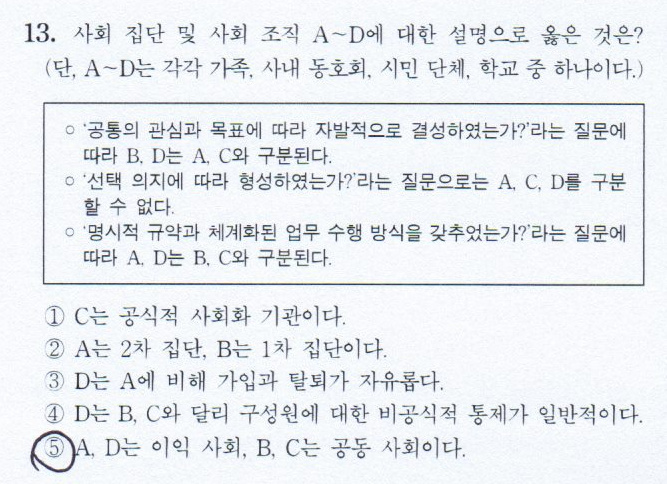 13. 사회 집단 및 사회 조직 A~D에 대한 설명으로 옳은 것은?
(단, A~D는 각각 가족, 사내 동호회, 시민 단체, 학교 중 하나이다.)
○ '공통의 관심과 목표에 따라 자발적으로 결성하였는가?'라는 질문에
따라 B, D는 A, C와 구분된다.
○ '선택 의지에 따라 형성하였는가?'라는 질문으로는 A, C, D를 구분
할 수 없다.
○ '명시적 규약과 체계화된 업무 수행 방식을 갖추었는가?'라는 질문에
따라 A, D는 B, C와 구분된다.
① C는 공식적 사회화 기관이다.
② A는 2차 집단, B는 1차 집단이다.
③ D는 A에 비해 가입과 탈퇴가 자유롭다.
④ D는 B, C와 달리 구성원에 대한 비공식적 통제가 일반적이다.
⑤ A, D는 이익 사회, B, C는 공동 사회이다.